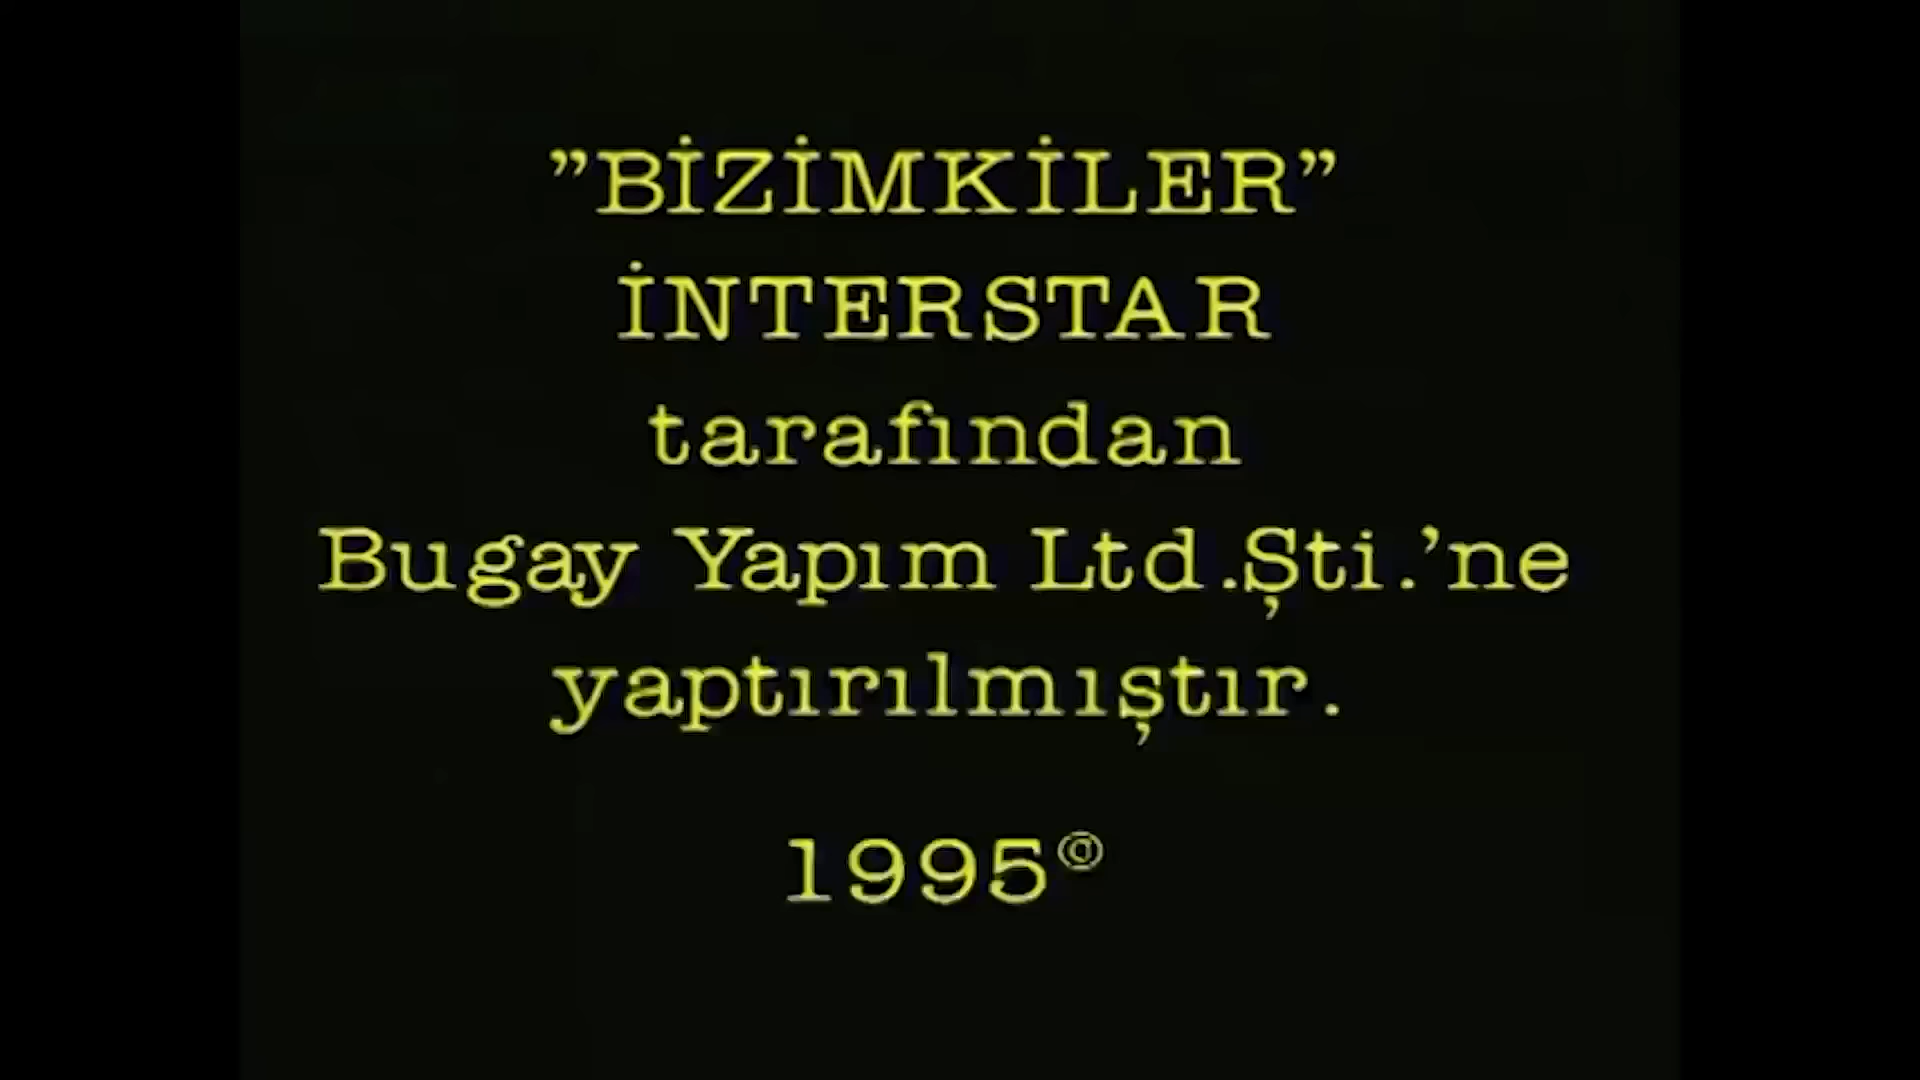 ”BİZİMKİLER”
İNTERSTAR
tarafından
Bugay Yapım Ltd.Şti.’ne
yaptırılmıştır.
1995©